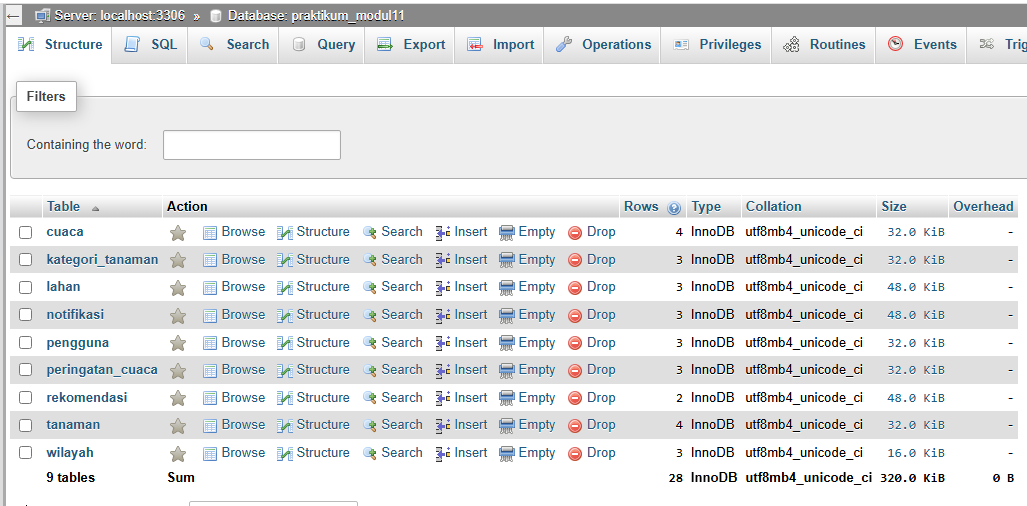 Server: localhost:3306 » Database: praktikum_modul11
Structure SQL Search Query Export Import Operations Privileges Routines Events Trig
Filters
Containing the word:
Table Action Rows Type Collation Size Overhead
cuaca Browse Structure Search Insert Empty Drop 4 InnoDB utf8mb4_unicode_ci 32.0 KiB -
kategori_tanaman Browse Structure Search Insert Empty Drop 3 InnoDB utf8mb4_unicode_ci 32.0 KiB -
lahan Browse Structure Search Insert Empty Drop 3 InnoDB utf8mb4_unicode_ci 48.0 KiB -
notifikasi Browse Structure Search Insert Empty Drop 3 InnoDB utf8mb4_unicode_ci 48.0 KiB -
pengguna Browse Structure Search Insert Empty Drop 3 InnoDB utf8mb4_unicode_ci 32.0 KiB -
peringatan_cuaca Browse Structure Search Insert Empty Drop 3 InnoDB utf8mb4_unicode_ci 32.0 KiB -
rekomendasi Browse Structure Search Insert Empty Drop 2 InnoDB utf8mb4_unicode_ci 48.0 KiB -
tanaman Browse Structure Search Insert Empty Drop 4 InnoDB utf8mb4_unicode_ci 32.0 KiB -
wilayah Browse Structure Search Insert Empty Drop 3 InnoDB utf8mb4_unicode_ci 16.0 KiB -
9 tables Sum 28 InnoDB utf8mb4_unicode_ci 320.0 KiB 0 B